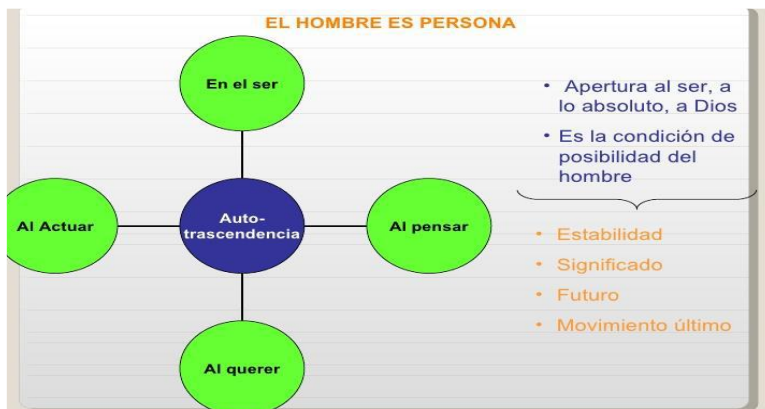 EL HOMBRE ES PERSONA
En el ser
Al Actuar
Auto-
trascendencia
Al pensar
Al querer
• Apertura al ser, a
lo absoluto, a Dios
• Es la condición de
posibilidad del
hombre
• Estabilidad
• Significado
• Futuro
• Movimiento último